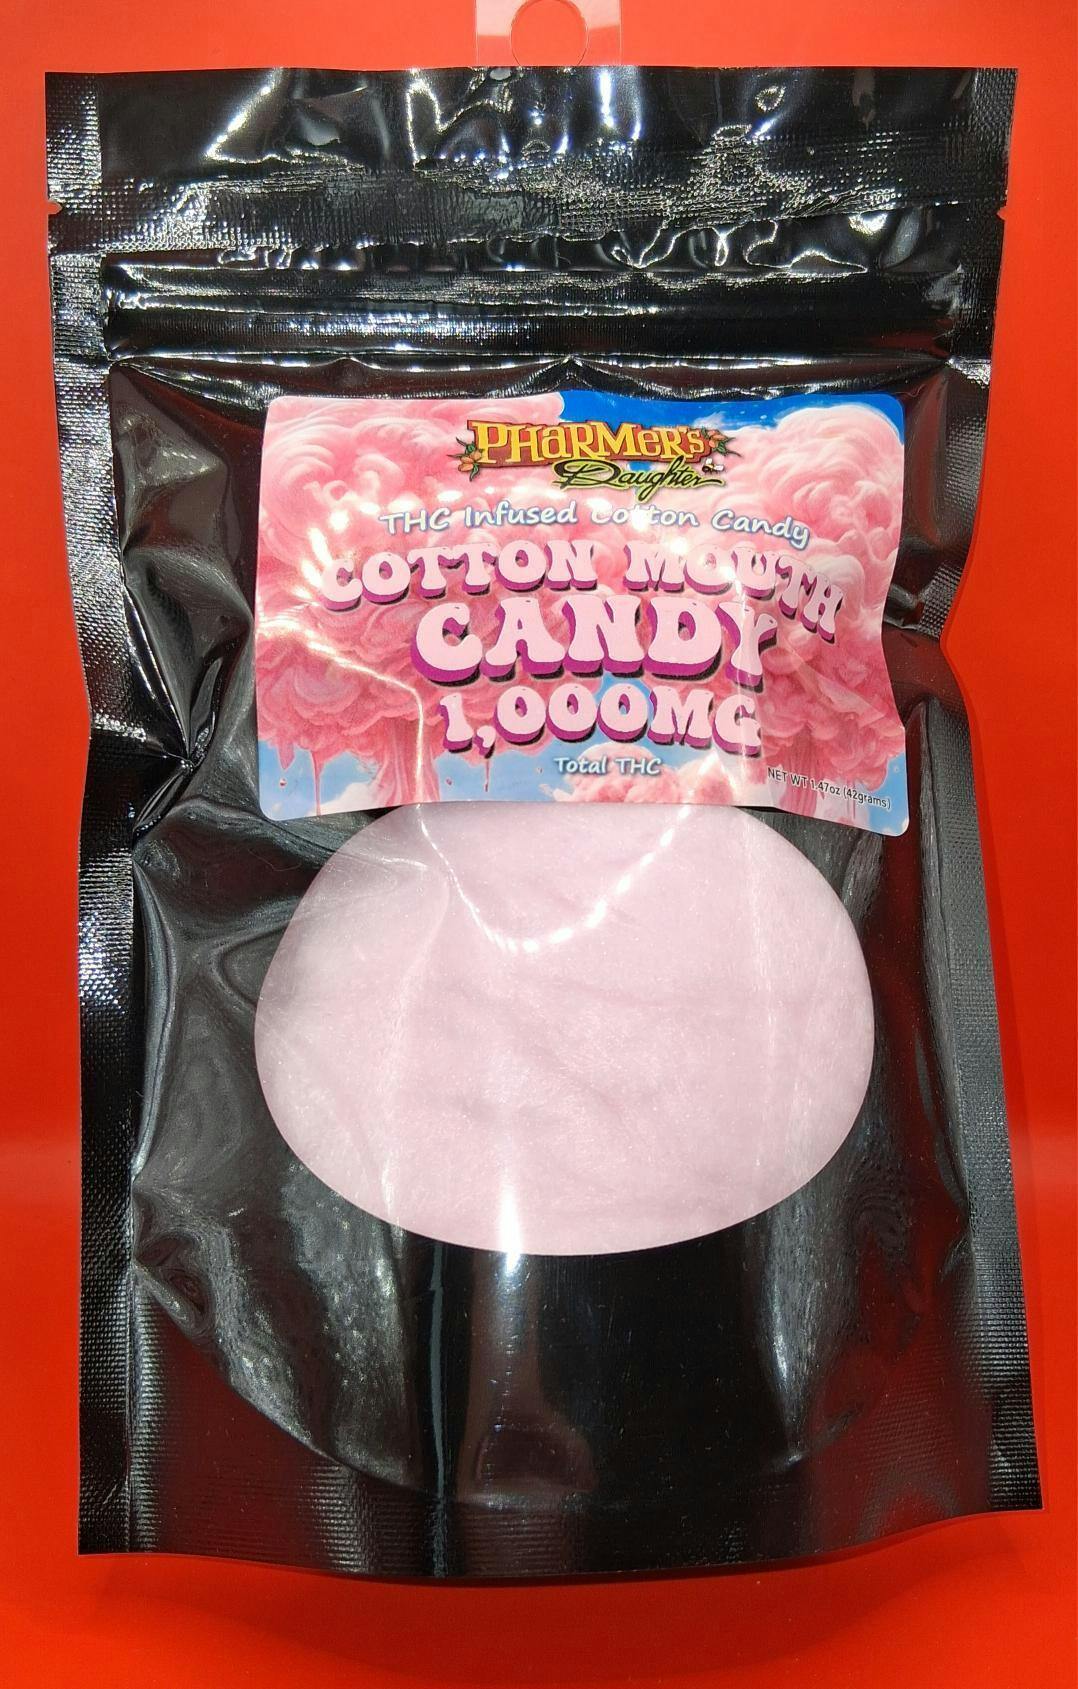 PHARMER's
Daughter
THC Infused Cotton Candy
COTTON MOUTH
CANDY
1,000MG
Total THC
NET WT 1.47oz (42grams)